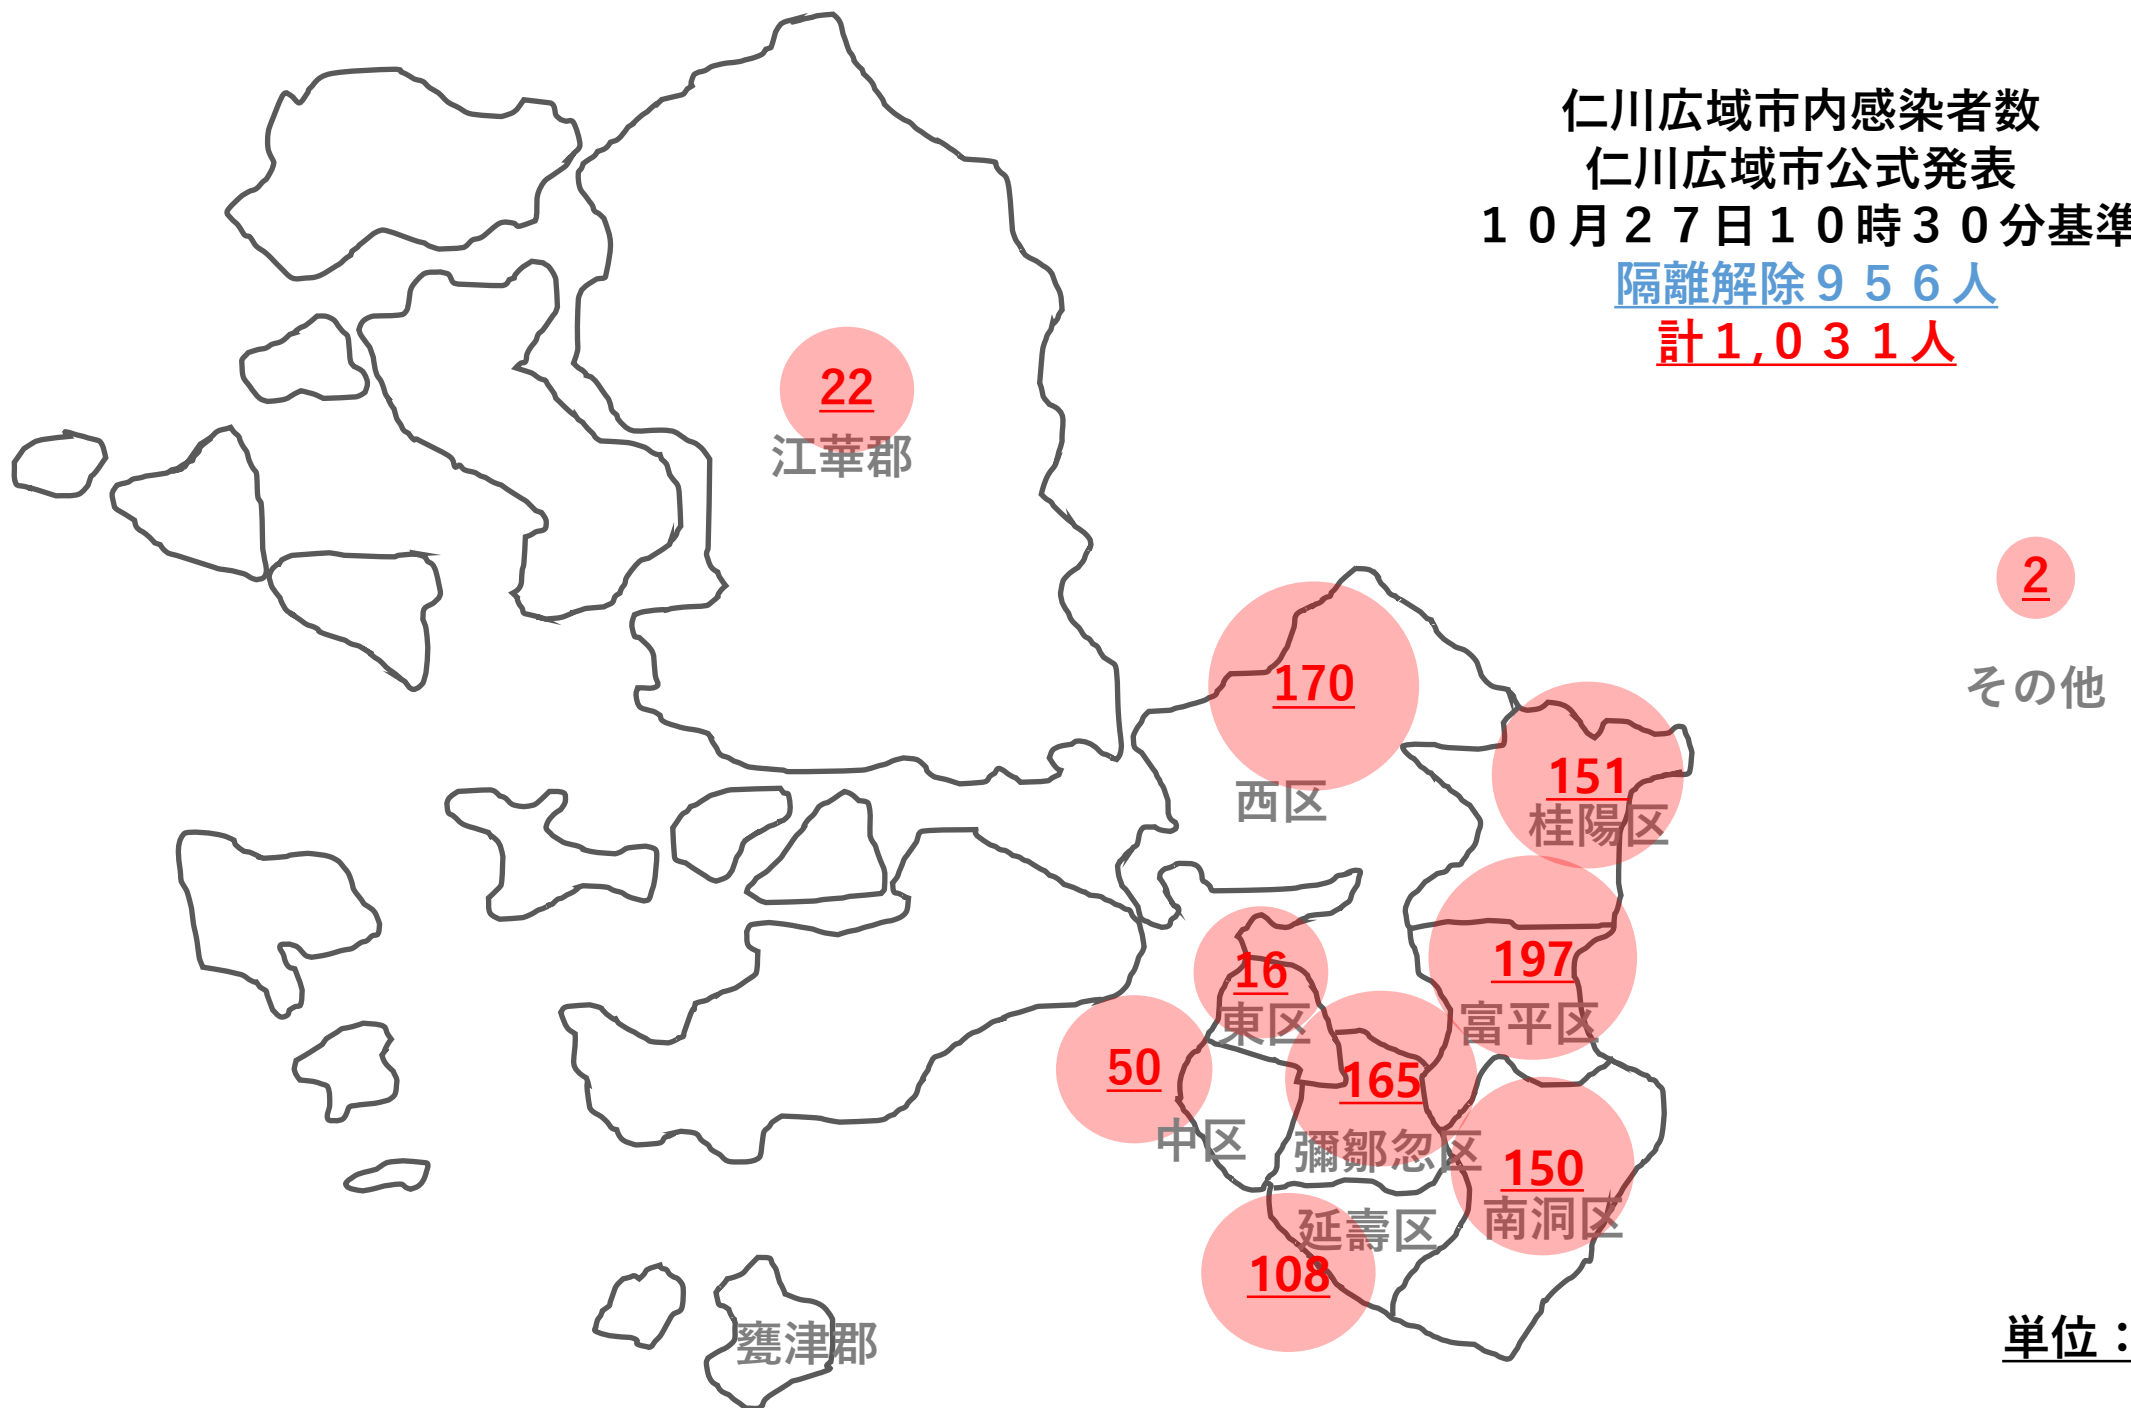 仁川広域市内感染者数
仁川広域市公式発表
１０月２７日１０時３０分基準
隔離解除９５６人
計１,０３１人
22
江華郡
2
その他
170
西区
151
桂陽区
197
富平区
16
東区
50
中区
165
彌鄒忽区
150
南洞区
延壽区
108
甕津郡
単位：